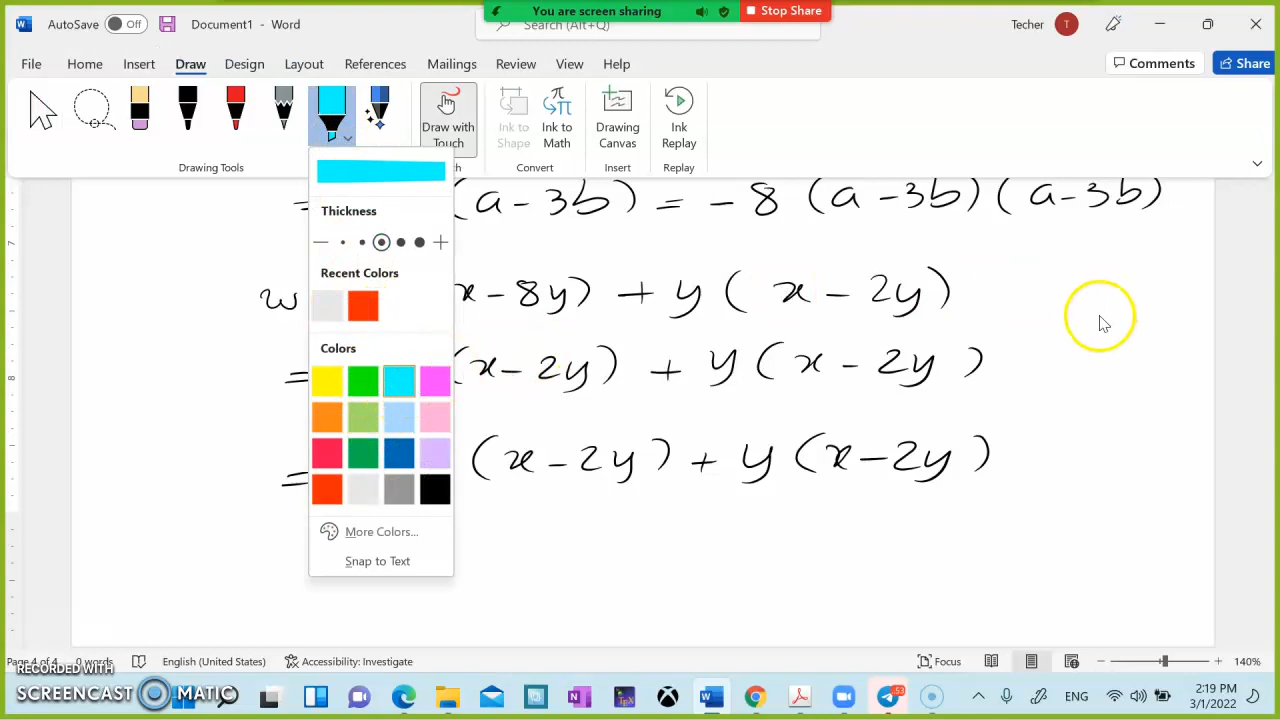 You are screen sharing Stop Share
AutoSave Off Document1 - Word Search (Alt+Q) Techer T
File Home Insert Draw Design Layout References Mailings Review View Help Comments Share
Draw with Touch Ink to Shape Ink to Math Drawing Canvas Ink Replay
Drawing Tools Convert Insert Replay
Thickness
Recent Colors
Colors
More Colors...
Snap to Text
= (a - 3b) = - 8 (a - 3b) (a - 3b)
w x - 8y) + y ( x - 2y)
= (x - 2y) + y (x - 2y )
= (x - 2y) + y (x - 2y )
7
8
Page 4 of 4 0 words English (United States) Accessibility: Investigate Focus 140%
RECORDED WITH
SCREENCAST MATIC
53 ENG 2:19 PM
3/1/2022